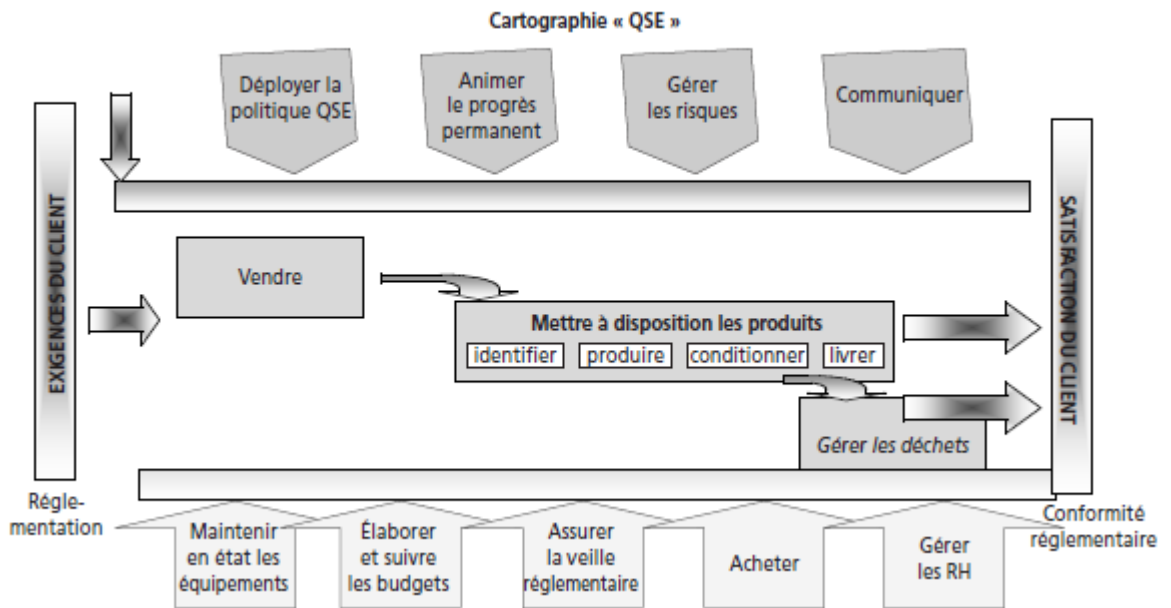 Cartographie « QSE »
Déployer la
politique QSE
Animer
le progrès
permanent
Gérer
les risques
Communiquer
EXIGENCES DU CLIENT
SATISFACTION DU CLIENT
Vendre
Mettre à disposition les produits
identifier
produire
conditionner
livrer
Gérer les déchets
Régle-
mentation
Conformité
réglementaire
Maintenir
en état les
équipements
Élaborer
et suivre
les budgets
Assurer
la veille
réglementaire
Acheter
Gérer
les RH